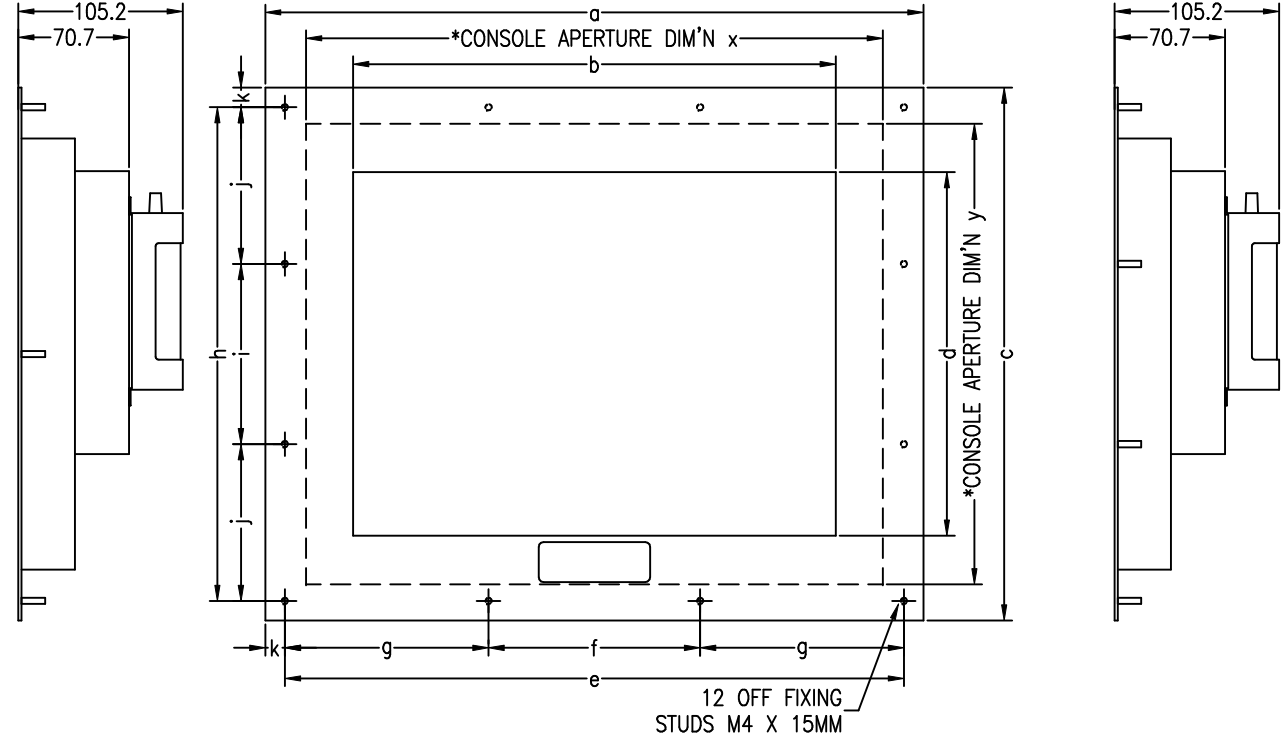 105.2
a
105.2
70.7
*CONSOLE APERTURE DIM'N x
70.7
b
k
j
*CONSOLE APERTURE DIM'N y
h
i
d
c
j
k
g
f
g
e
12 OFF FIXING
STUDS M4 X 15MM